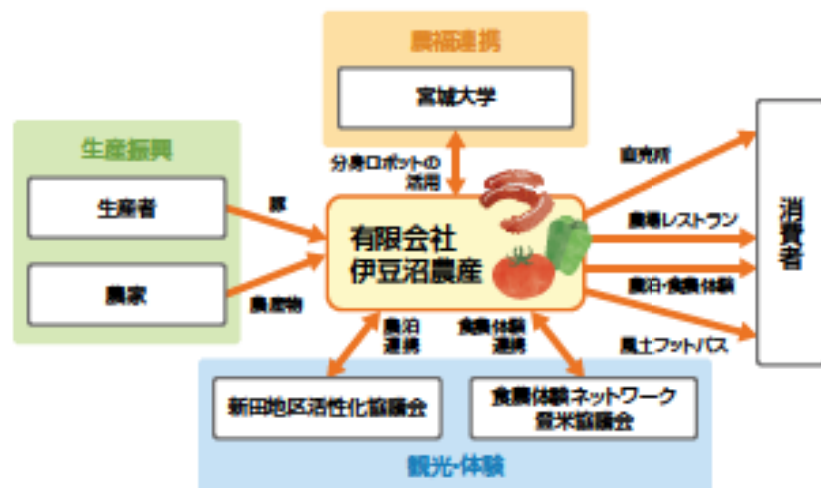 農福連携
宮城大学
分身ロボットの
活用
生産振興
生産者
農家
豚
農産物
有限会社
伊豆沼農産
直売所
農場レストラン
農泊・食農体験
風土フットパス
消費者
農泊
連携
食農体験
連携
新田地区活性化協議会
食農体験ネットワーク
登米協議会
観光・体験